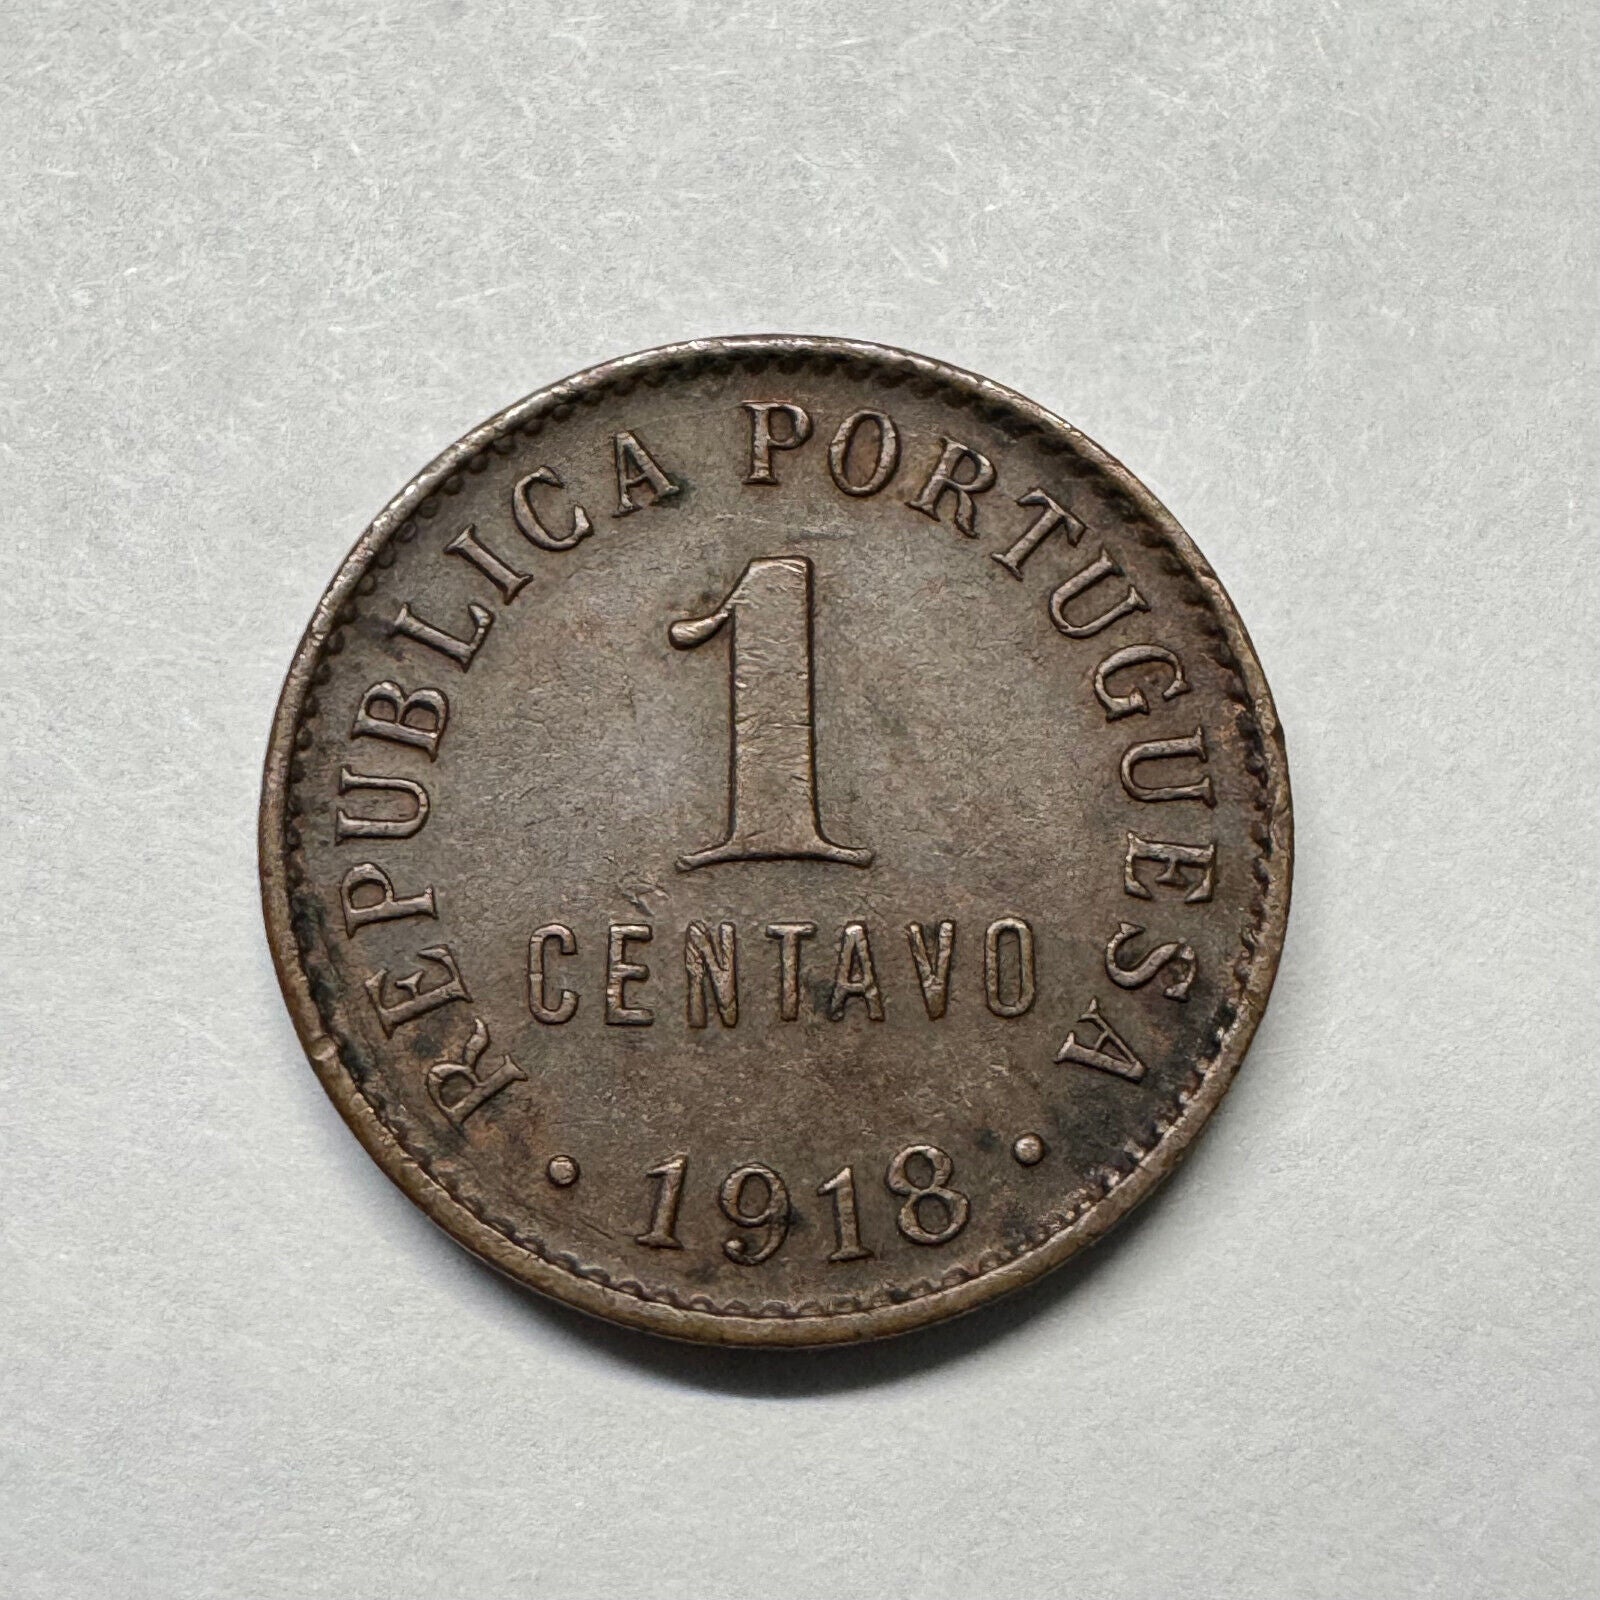 REPUBLICA PORTUGUESA
1
CENTAVO
• 1918 •